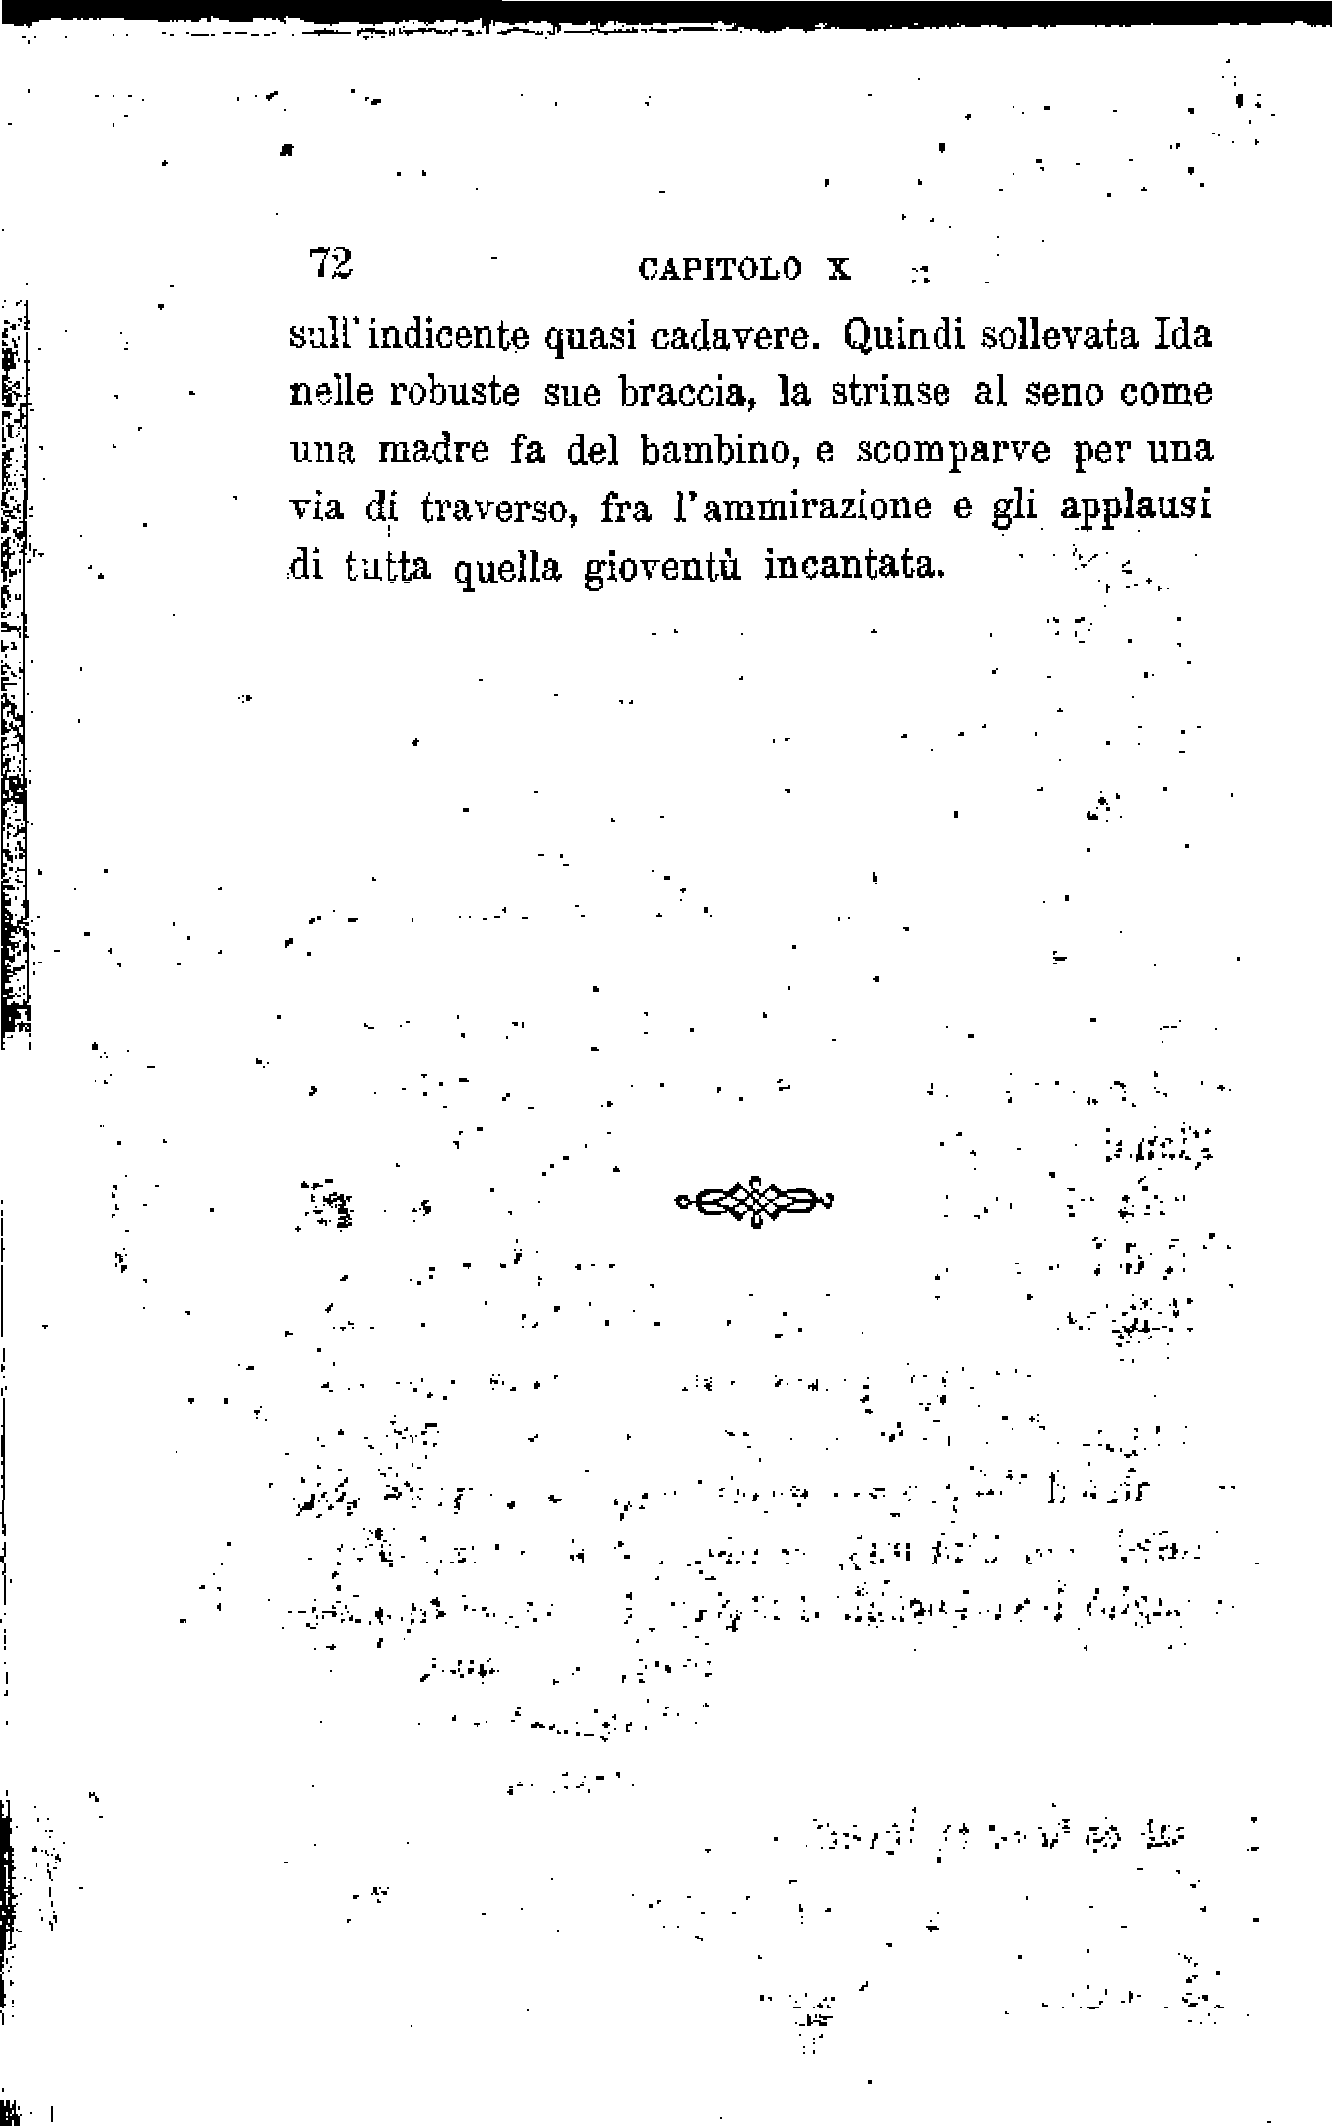 72 CAPITOLO X
sull'indicente quasi cadavere. Quindi sollevata Ida
nelle robuste sue braccia, la strinse al seno come
una madre fa del bambino, e scomparve per una
via di traverso, fra l'ammirazione e gli applausi
di tutta quella gioventù incantata.